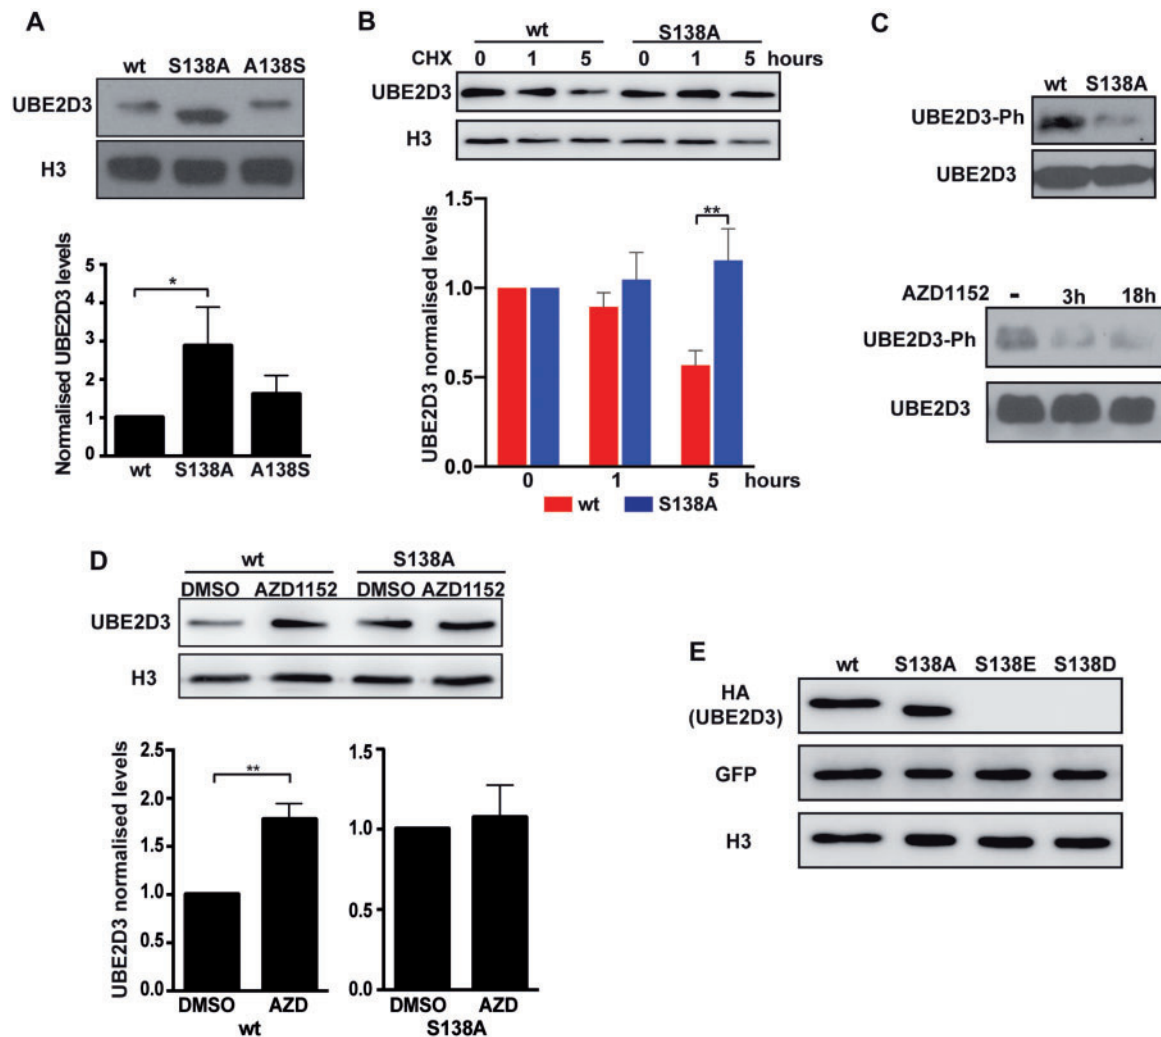 A
wt S138A A138S
UBE2D3
H3
Normalised UBE2D3 levels
5
4
3
2
1
0
*
wt S138A A138S
B
wt S138A
CHX 0 1 5 0 1 5 hours
UBE2D3
H3
UBE2D3 normalised levels
1.5
1.0
0.5
0.0
**
0 1 5 hours
wt S138A
C
wt S138A
UBE2D3-Ph
UBE2D3
AZD1152 - 3h 18h
UBE2D3-Ph
UBE2D3
D
wt S138A
DMSO AZD1152 DMSO AZD1152
UBE2D3
H3
UBE2D3 normalised levels
2.5
2.0
1.5
1.0
0.5
0.0
**
DMSO AZD
wt
1.5
1.0
0.5
0.0
DMSO AZD
S138A
E
wt S138A S138E S138D
HA
(UBE2D3)
GFP
H3